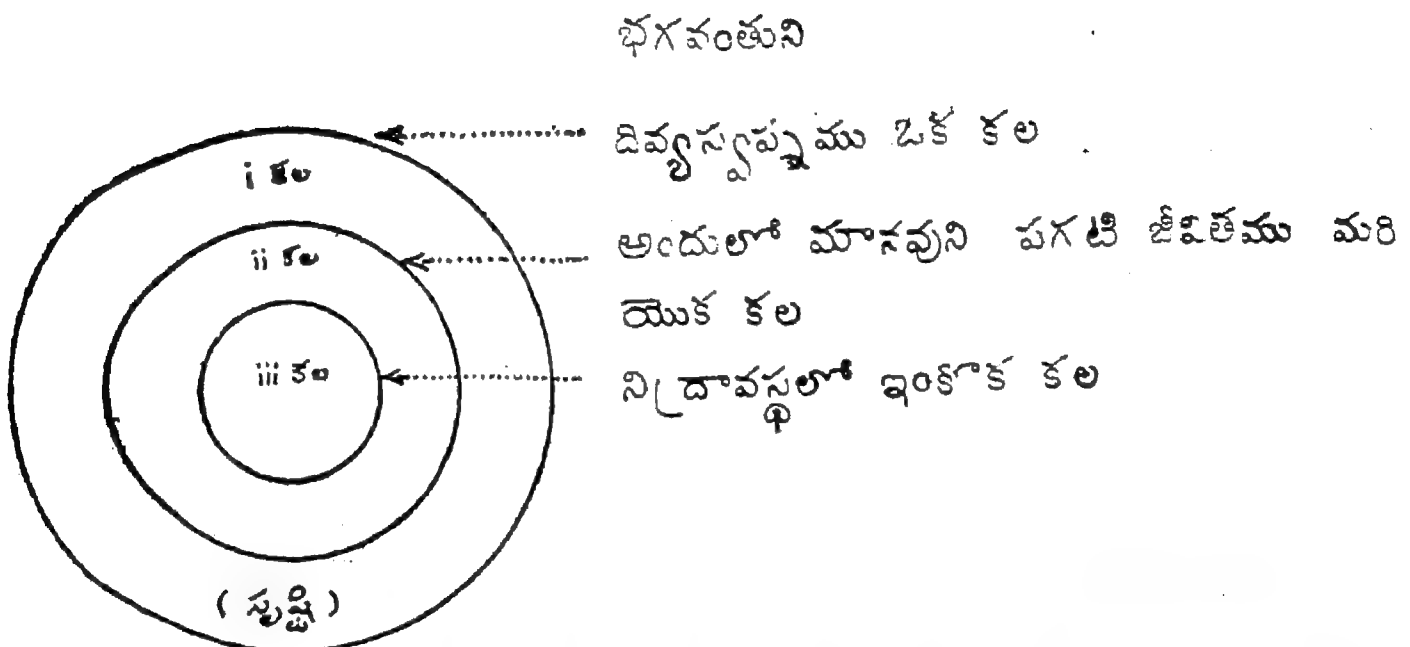 భగవంతుని
దివ్యస్వప్నము ఒక కల
i కల
అందులో మానవుని పగటి జీవితము మరి
ii కల
యొక కల
iii కల
నిద్రావస్థలో ఇంకొక కల
( సృష్టి )